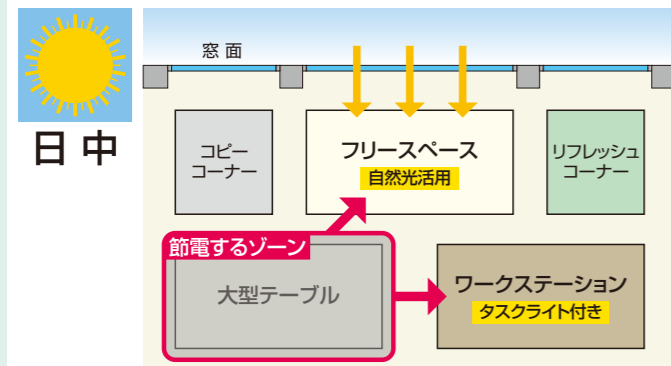 日中
窓面
コピー
コーナー
フリースペース
自然光活用
リフレッシュ
コーナー
節電するゾーン
大型テーブル
ワークステーション
タスクライト付き